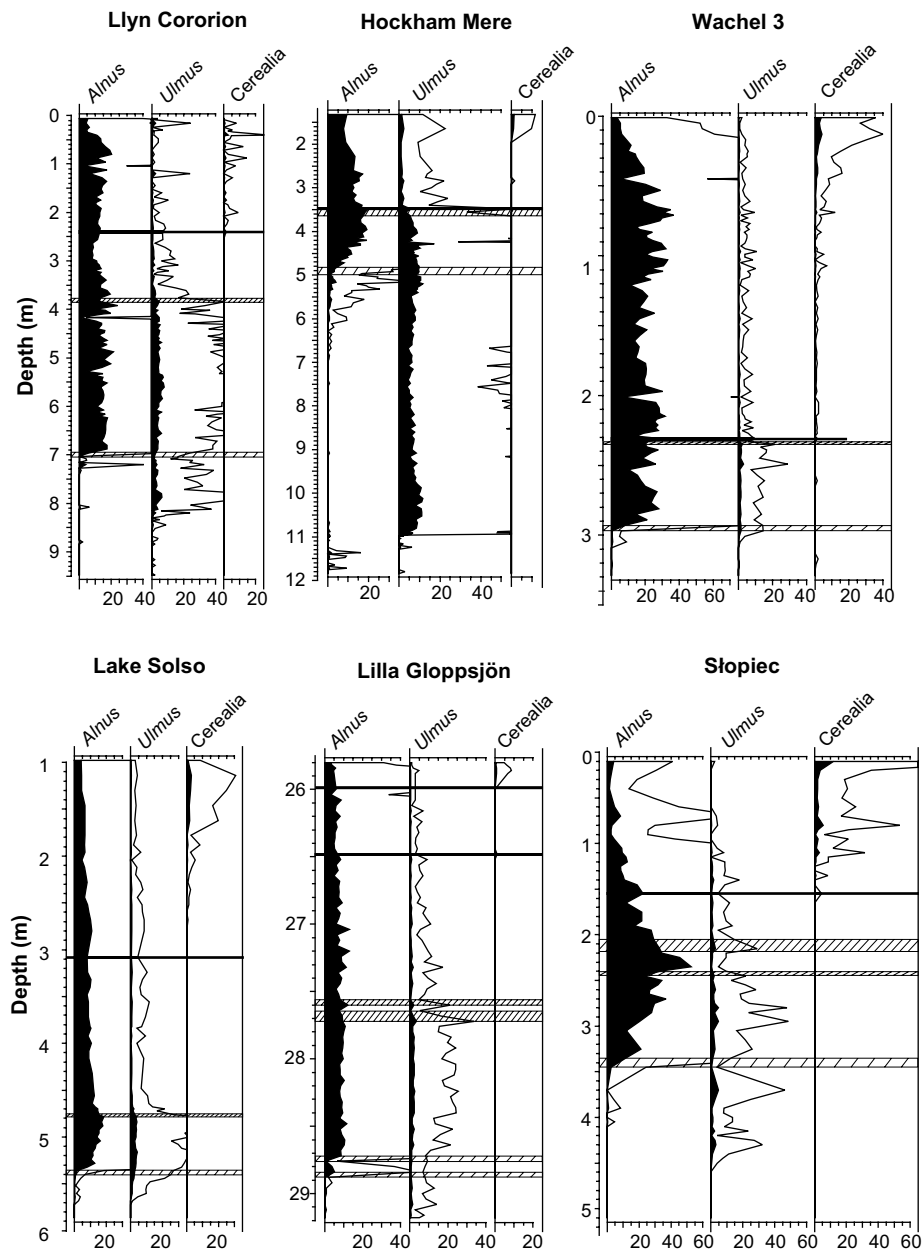 Llyn Cororion
Hockham Mere
Wachel 3
Alnus
Ulmus
Cerealia
Alnus
Ulmus
Cerealia
Alnus
Ulmus
Cerealia
Depth (m)
0
1
2
3
4
5
6
7
8
9
20 40 20 40 20
2
3
4
5
6
7
8
9
10
11
12
20 20 40
0
1
2
3
20 40 60 20 40 20 40
Lake Solso
Lilla Gloppsjön
Słopiec
Alnus
Ulmus
Cerealia
Alnus
Ulmus
Cerealia
Alnus
Ulmus
Cerealia
Depth (m)
1
2
3
4
5
6
20 20 20
26
27
28
29
20 40 20 40 20
0
1
2
3
4
5
20 40 60 20 40 60 20 40 60